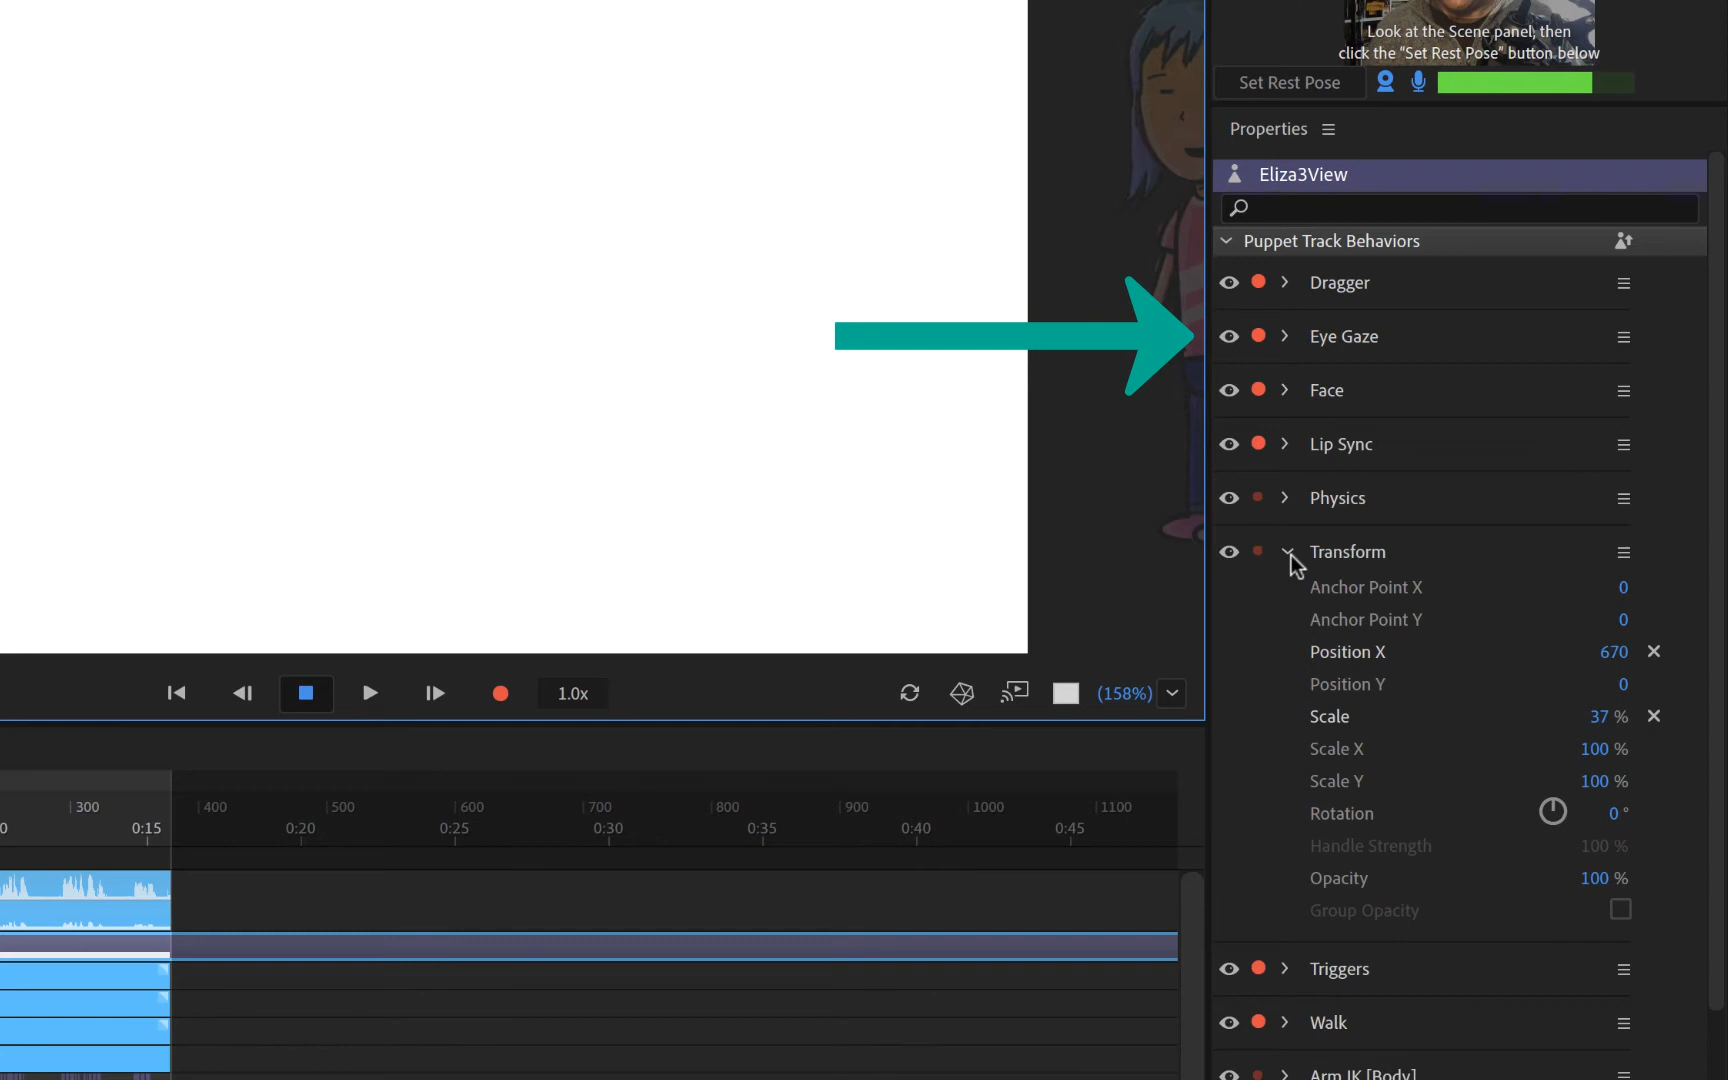 Look at the Scene panel, then
click the “Set Rest Pose” button below
Set Rest Pose
Properties
Eliza3View
Puppet Track Behaviors
Dragger
Eye Gaze
Face
Lip Sync
Physics
Transform
Anchor Point X 0
Anchor Point Y 0
Position X 670
Position Y 0
Scale 37 %
Scale X 100 %
Scale Y 100 %
Rotation 0 °
Handle Strength 100 %
Opacity 100 %
Group Opacity
Triggers
Walk
Arm IK [Body]
1.0x
(158%)
300 400 500 600 700 800 900 1000 1100
0 0:15 0:20 0:25 0:30 0:35 0:40 0:45